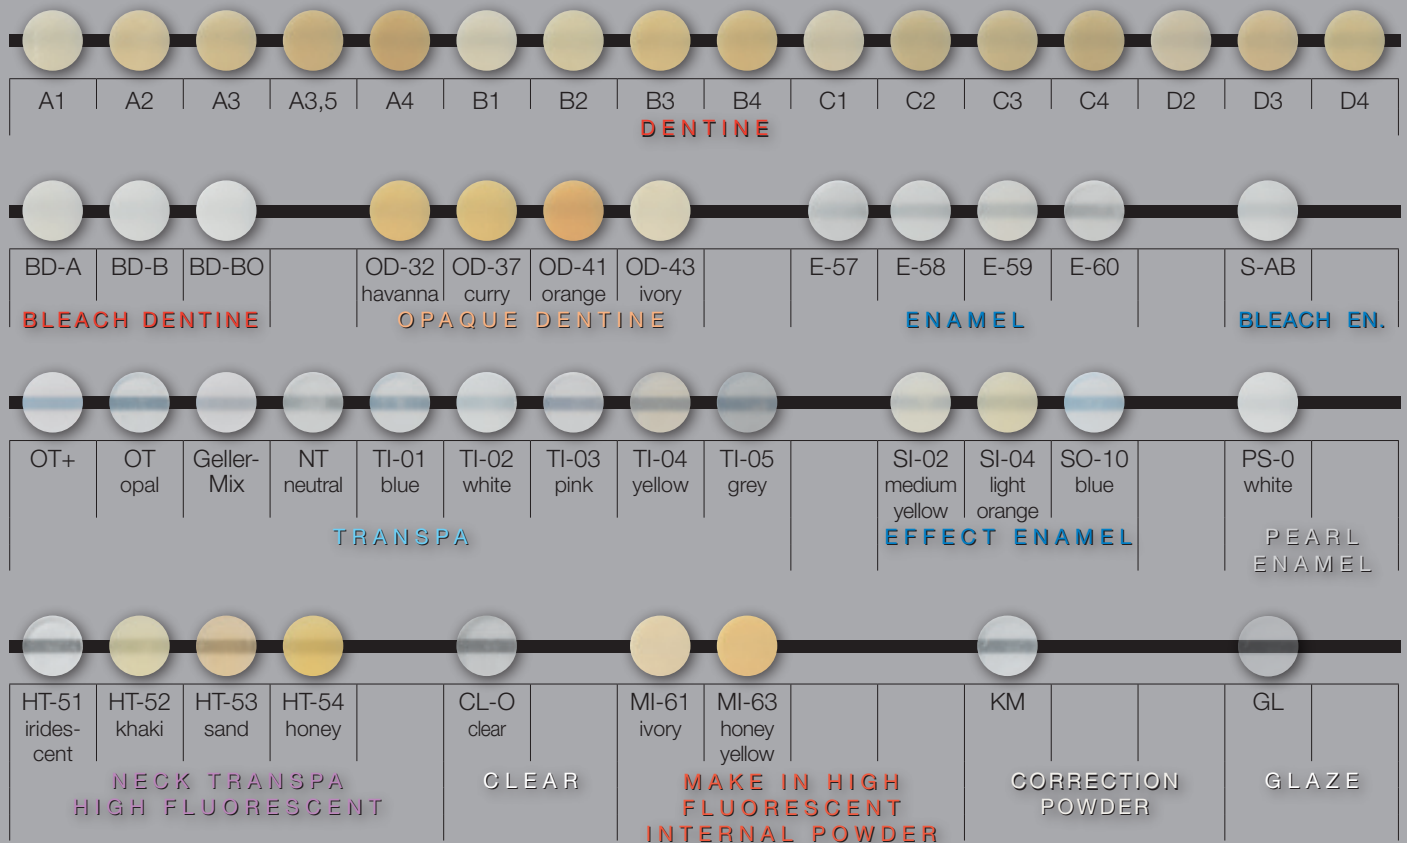 A1 A2 A3 A3,5 A4 B1 B2 B3 B4 C1 C2 C3 C4 D2 D3 D4
DENTINE
BD-A BD-B BD-BO OD-32 OD-37 OD-41 OD-43 E-57 E-58 E-59 E-60 S-AB
havanna curry orange ivory
BLEACH DENTINE OPAQUE DENTINE ENAMEL BLEACH EN.
OT+ OT Geller- NT TI-01 TI-02 TI-03 TI-04 TI-05 SI-02 SI-04 SO-10 PS-0
opal Mix neutral blue white pink yellow grey medium light blue white
yellow orange
TRANSPA EFFECT ENAMEL PEARL
ENAMEL
HT-51 HT-52 HT-53 HT-54 CL-O MI-61 MI-63 KM GL
irides- khaki sand honey clear ivory honey
cent yellow
NECK TRANSPA CLEAR MAKE IN HIGH CORRECTION GLAZE
HIGH FLUORESCENT FLUORESCENT POWDER
INTERNAL POWDER